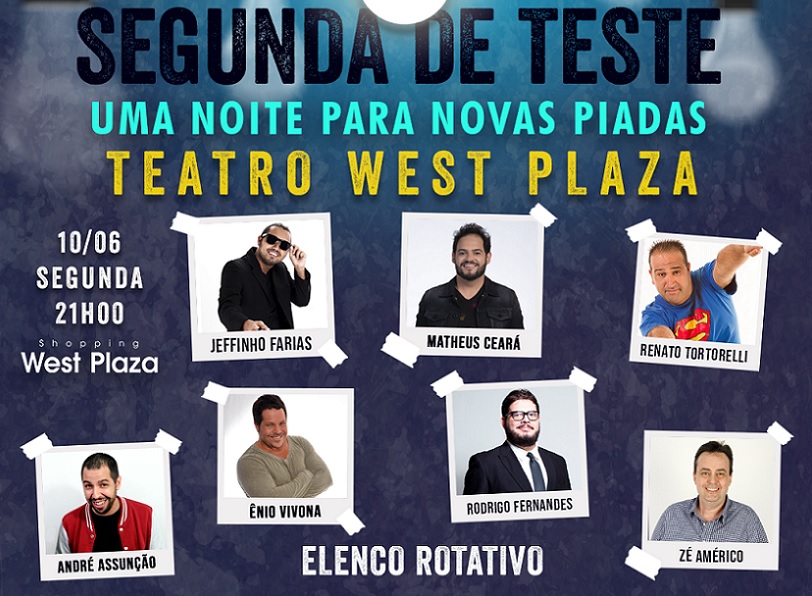 SEGUNDA DE TESTE
UMA NOITE PARA NOVAS PIADAS
TEATRO WEST PLAZA
10/06
SEGUNDA
21H00
Shopping
West Plaza
JEFFINHO FARIAS
MATHEUS CEARÁ
RENATO TORTORELLI
ANDRÉ ASSUNÇÃO
ÊNIO VIVONA
RODRIGO FERNANDES
ZÉ AMÉRICO
ELENCO ROTATIVO